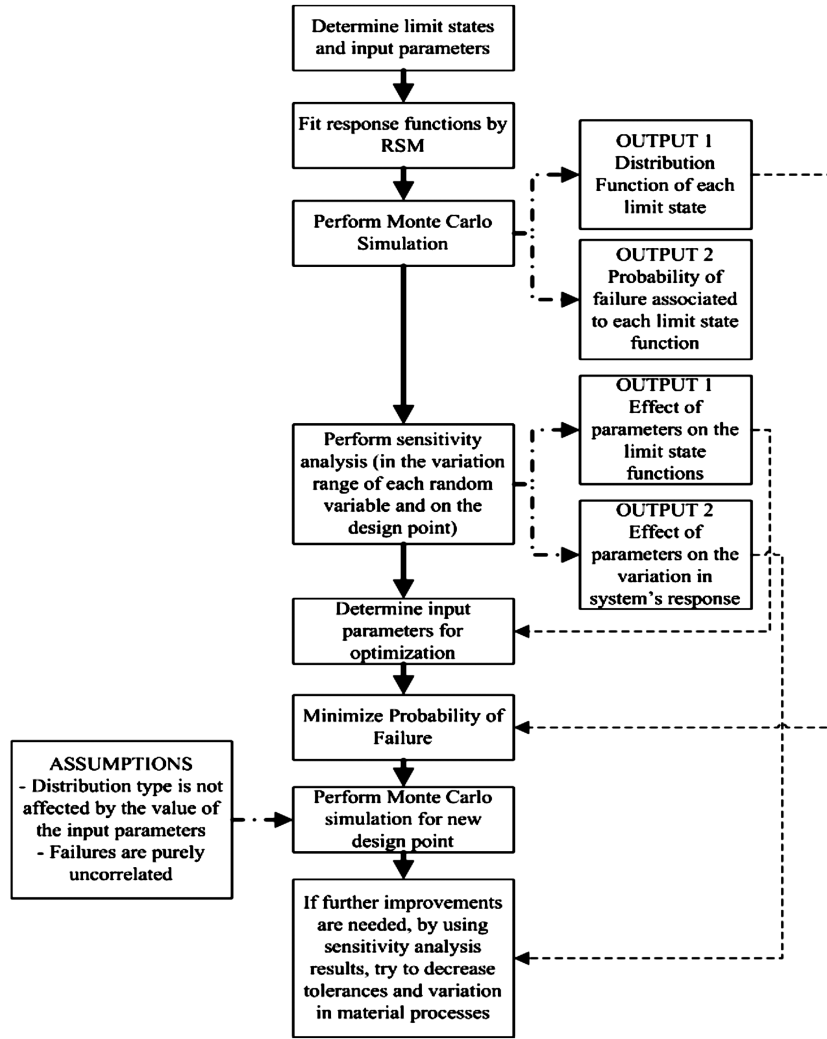 Determine limit states
and input parameters
Fit response functions by
RSM
Perform Monte Carlo
Simulation
OUTPUT 1
Distribution
Function of each
limit state
OUTPUT 2
Probability of
failure associated
to each limit state
function
Perform sensitivity
analysis (in the variation
range of each random
variable and on the
design point)
OUTPUT 1
Effect of
parameters on the
limit state
functions
OUTPUT 2
Effect of
parameters on the
variation in
system's response
Determine input
parameters for
optimization
Minimize Probability of
Failure
ASSUMPTIONS
- Distribution type is not
affected by the value of
the input parameters
- Failures are purely
uncorrelated
Perform Monte Carlo
simulation for new
design point
If further improvements
are needed, by using
sensitivity analysis
results, try to decrease
tolerances and variation
in material processes